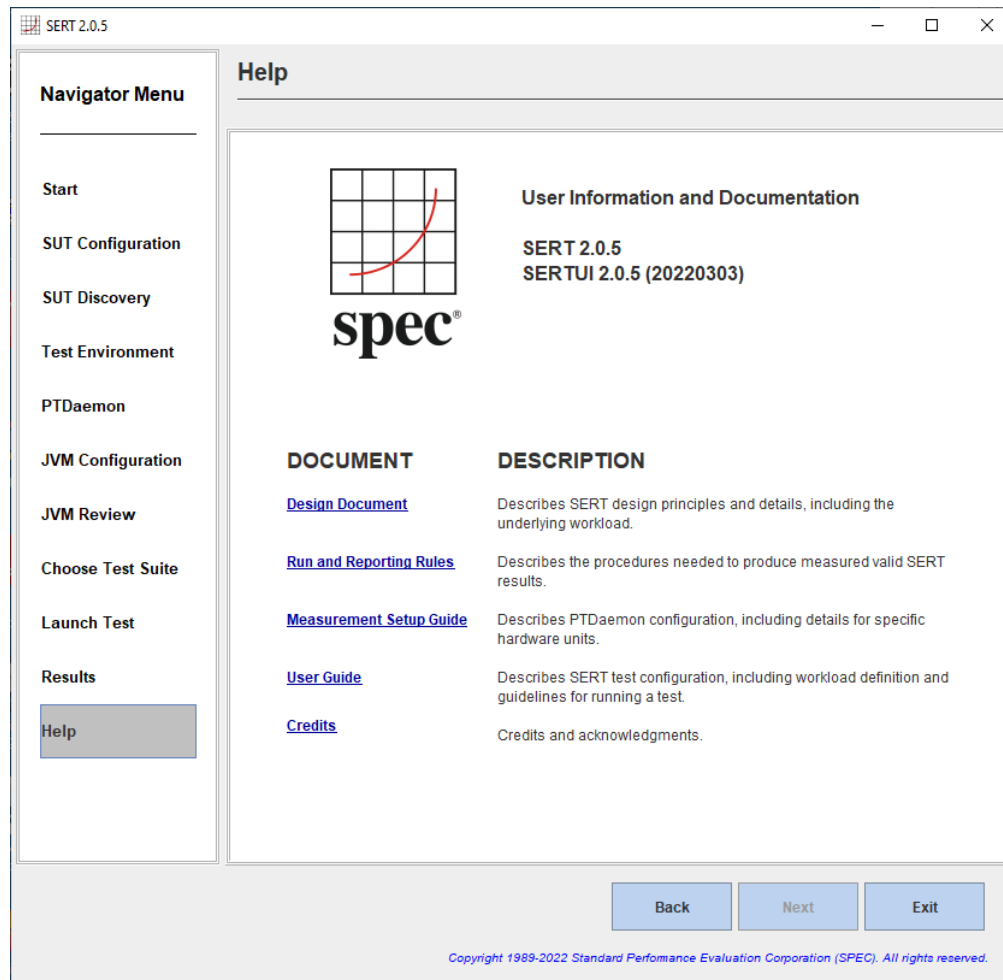 SERT 2.0.5
Navigator Menu
Start
SUT Configuration
SUT Discovery
Test Environment
PTDaemon
JVM Configuration
JVM Review
Choose Test Suite
Launch Test
Results
Help
Help
spec®
User Information and Documentation
SERT 2.0.5
SERTUI 2.0.5 (20220303)
DOCUMENT DESCRIPTION
Design Document Describes SERT design principles and details, including the
underlying workload.
Run and Reporting Rules Describes the procedures needed to produce measured valid SERT
results.
Measurement Setup Guide Describes PTDaemon configuration, including details for specific
hardware units.
User Guide Describes SERT test configuration, including workload definition and
guidelines for running a test.
Credits Credits and acknowledgments.
Back Next Exit
Copyright 1989-2022 Standard Performance Evaluation Corporation (SPEC). All rights reserved.